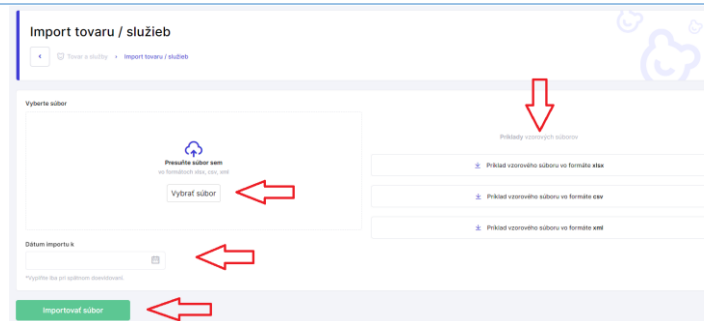 Import tovaru / služieb
Tovar a služby
Import tovaru / služieb
Vyberte súbor
Presuňte súbor sem
vo formátoch xlsx, csv, xml
Vybrať súbor
Dátum importu k
*Vyplňte iba pri spätnom
Importovať súbor
Príklady vzorových súborov
Príklad vzorového súboru vo formáte xlsx
Príklad vzorového súboru vo formáte csv
Príklad vzorového súboru vo formáte xml